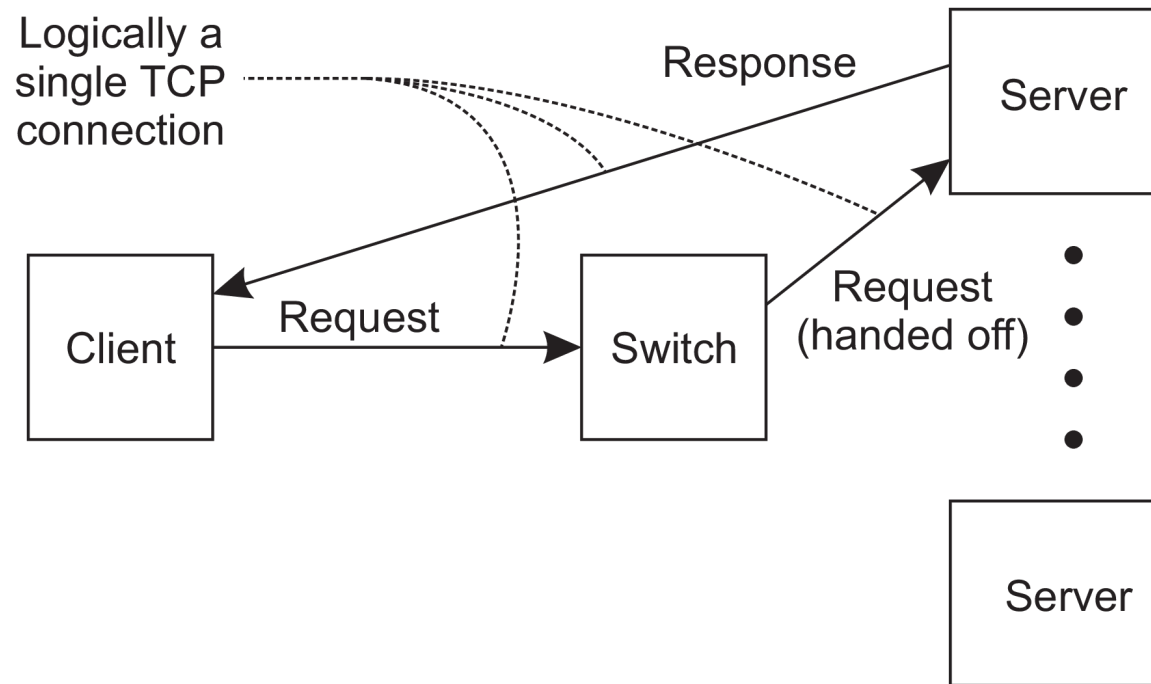 Logically a
single TCP
connection
Response
Server
Client
Request
Switch
Request
(handed off)
Server